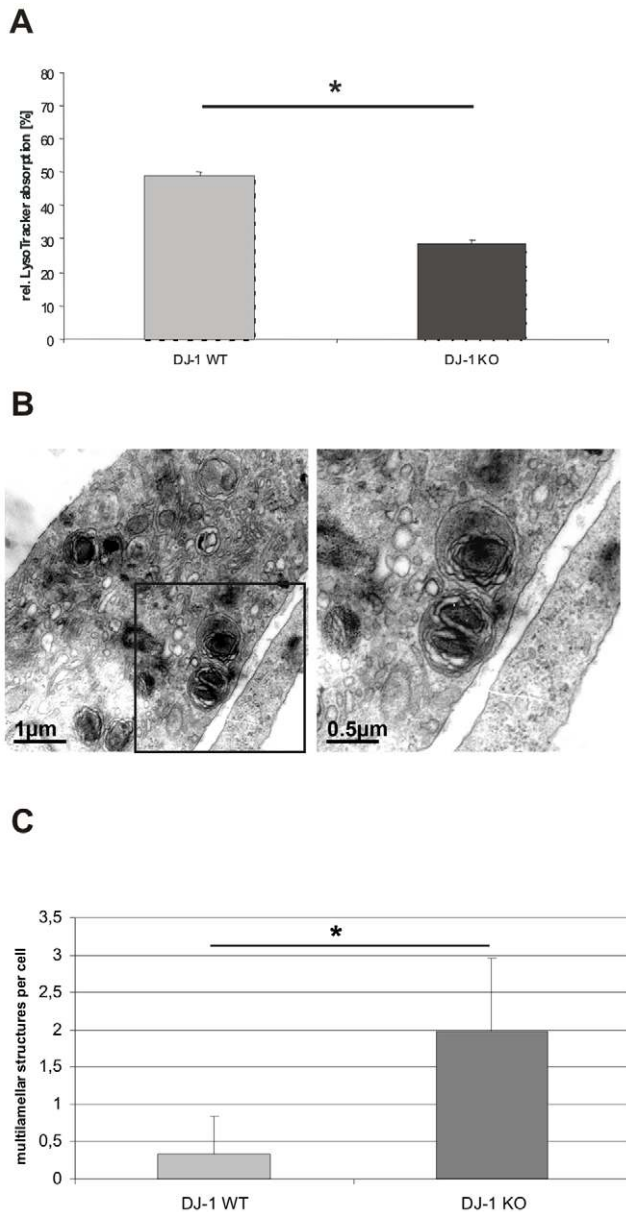 A
*
rel. LysoTracker absorption [%]
80
70
60
50
40
30
20
10
0
DJ-1 WT DJ-1 KO
B
1µm 0.5µm
C
*
multilamellar structures per cell
3,5
3
2,5
2
1,5
1
0,5
0
DJ-1 WT DJ-1 KO